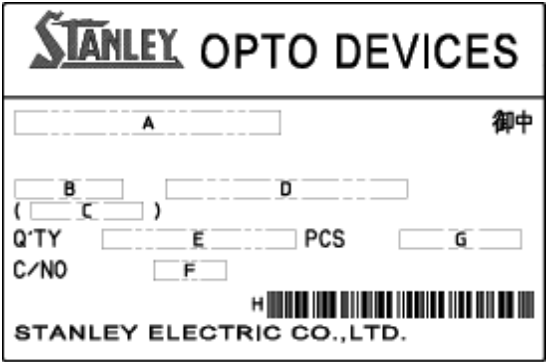 STANLEY OPTO DEVICES
A 御中
B D
( C )
Q'TY E PCS G
C/NO F
H
STANLEY ELECTRIC CO.,LTD.